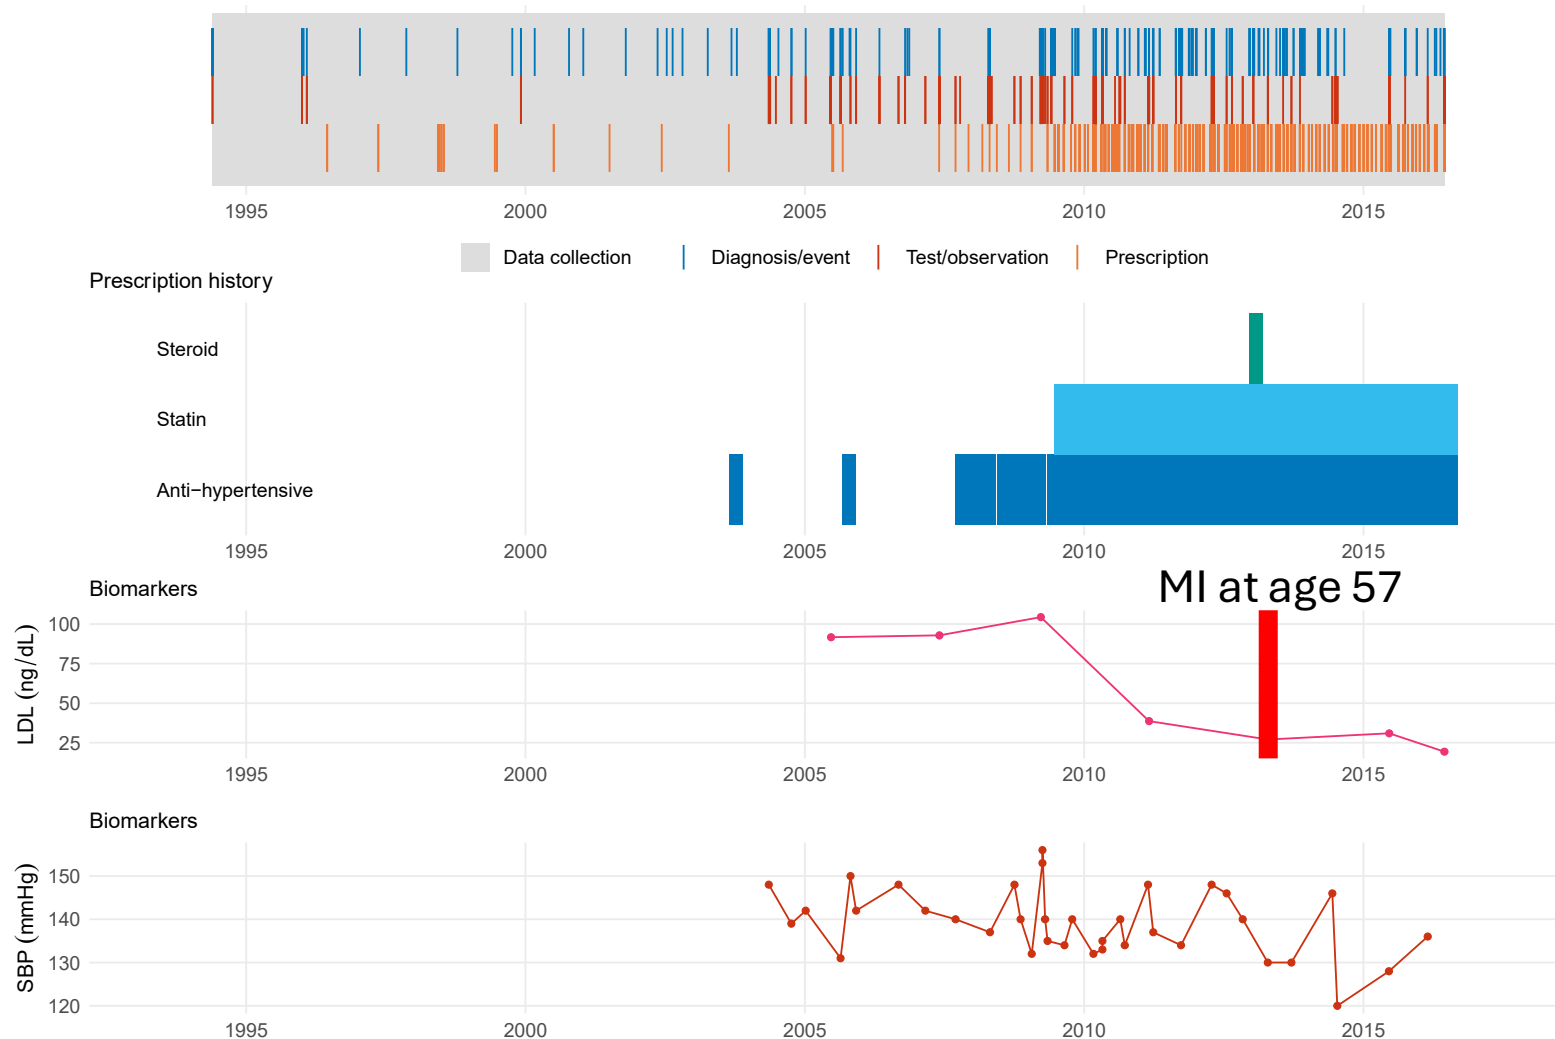 1995 2000 2005 2010 2015
Data collection Diagnosis/event Test/observation Prescription
Prescription history
Steroid
Statin
Anti−hypertensive
1995 2000 2005 2010 2015
MI at age 57
Biomarkers
LDL (ng/dL)
100
75
50
25
1995 2000 2005 2010 2015
Biomarkers
SBP (mmHg)
150
140
130
120
1995 2000 2005 2010 2015